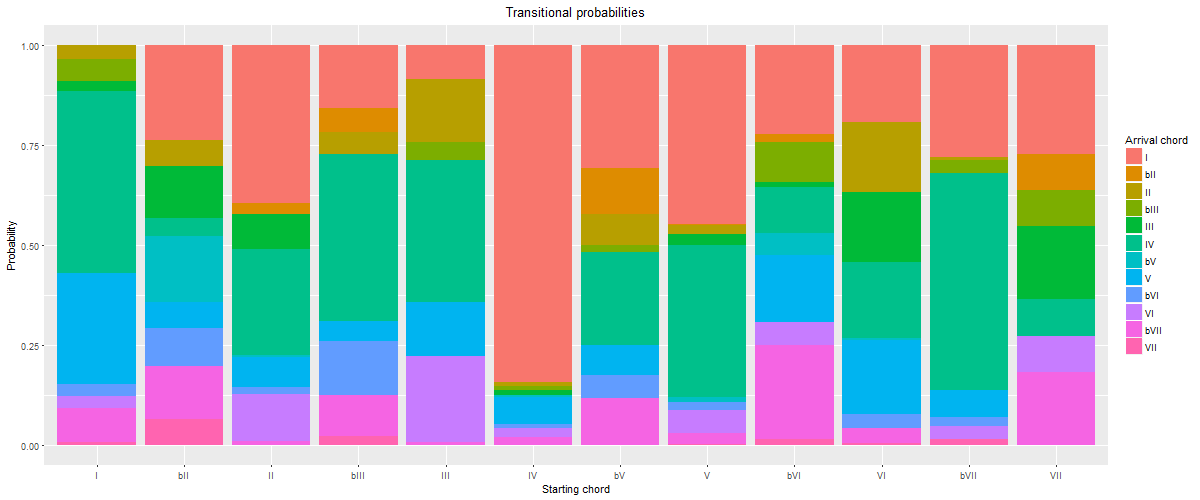 Transitional probabilities
1.00
0.75
0.50
0.25
0.00
Probability
I bII II bIII III IV bV V bVI VI bVII VII
Starting chord
Arrival chord
I
bII
II
bIII
III
IV
bV
V
bVI
VI
bVII
VII